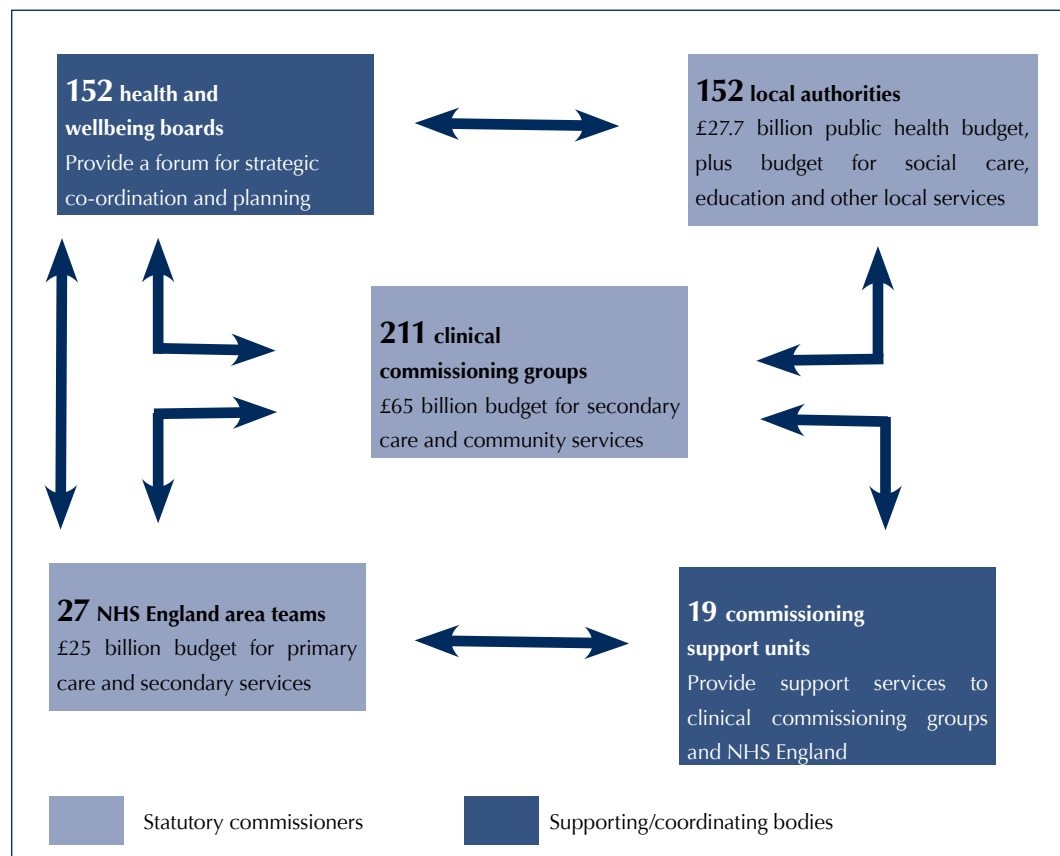 152 health and
wellbeing boards
Provide a forum for strategic
co-ordination and planning
152 local authorities
£27.7 billion public health budget,
plus budget for social care,
education and other local services
211 clinical
commissioning groups
£65 billion budget for secondary
care and community services
27 NHS England area teams
£25 billion budget for primary
care and secondary services
19 commissioning
support units
Provide support services to
clinical commissioning groups
and NHS England
Statutory commissioners
Supporting/coordinating bodies